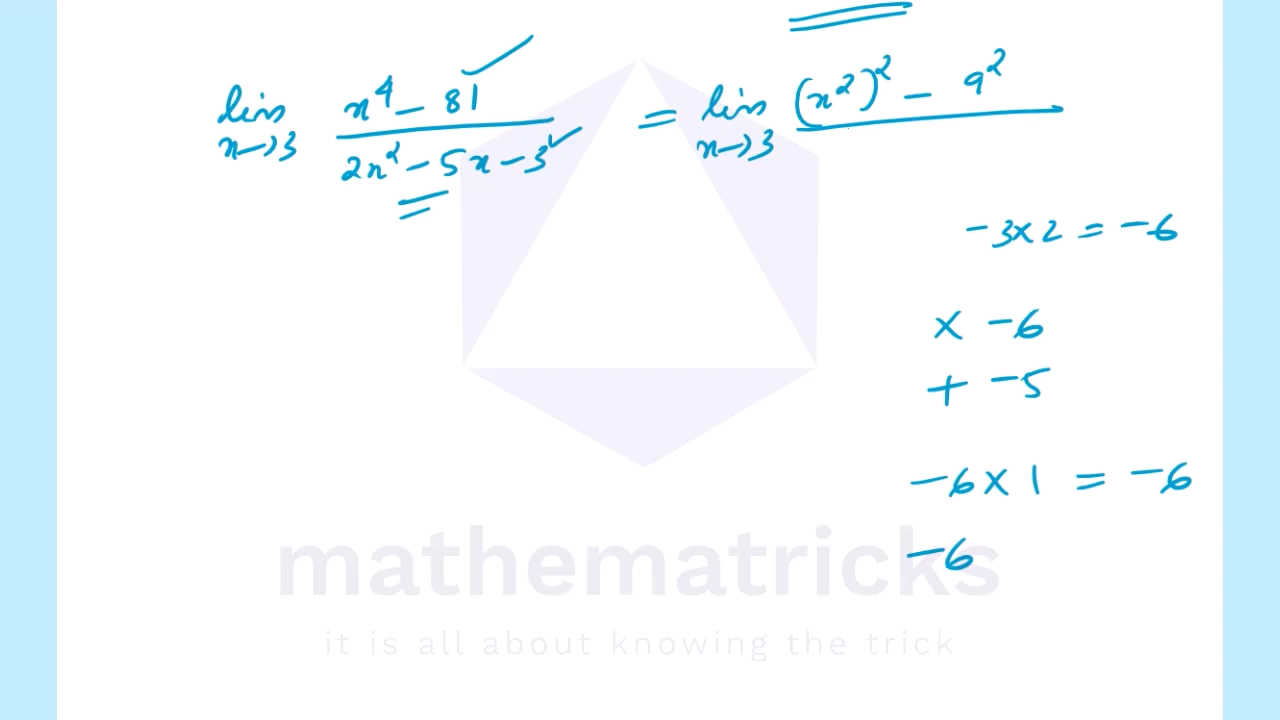 lim x→3 (x⁴ - 81)/(2x² - 5x - 3) = lim x→3 (x²)² - 9²
-3×2 = -6
× -6
+ -5
-6×1 = -6
-6
mathematricks
it is all about knowing the trick